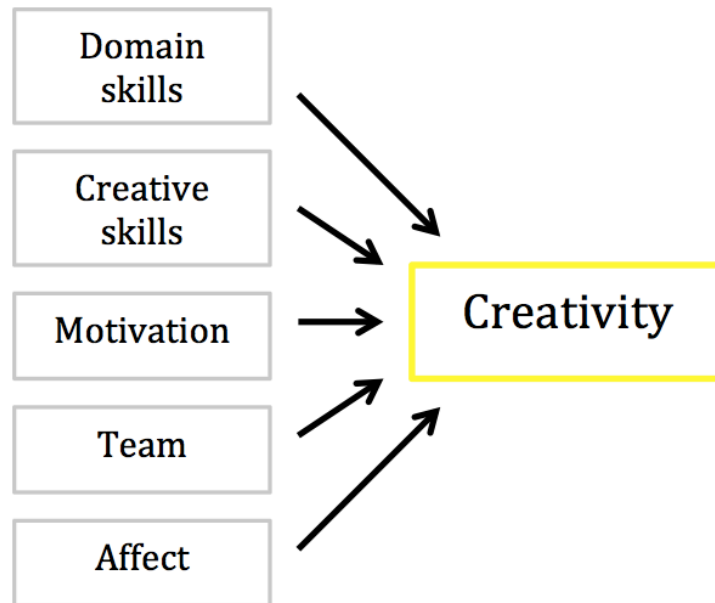 Domain
skills
Creative
skills
Motivation
Team
Affect
Creativity